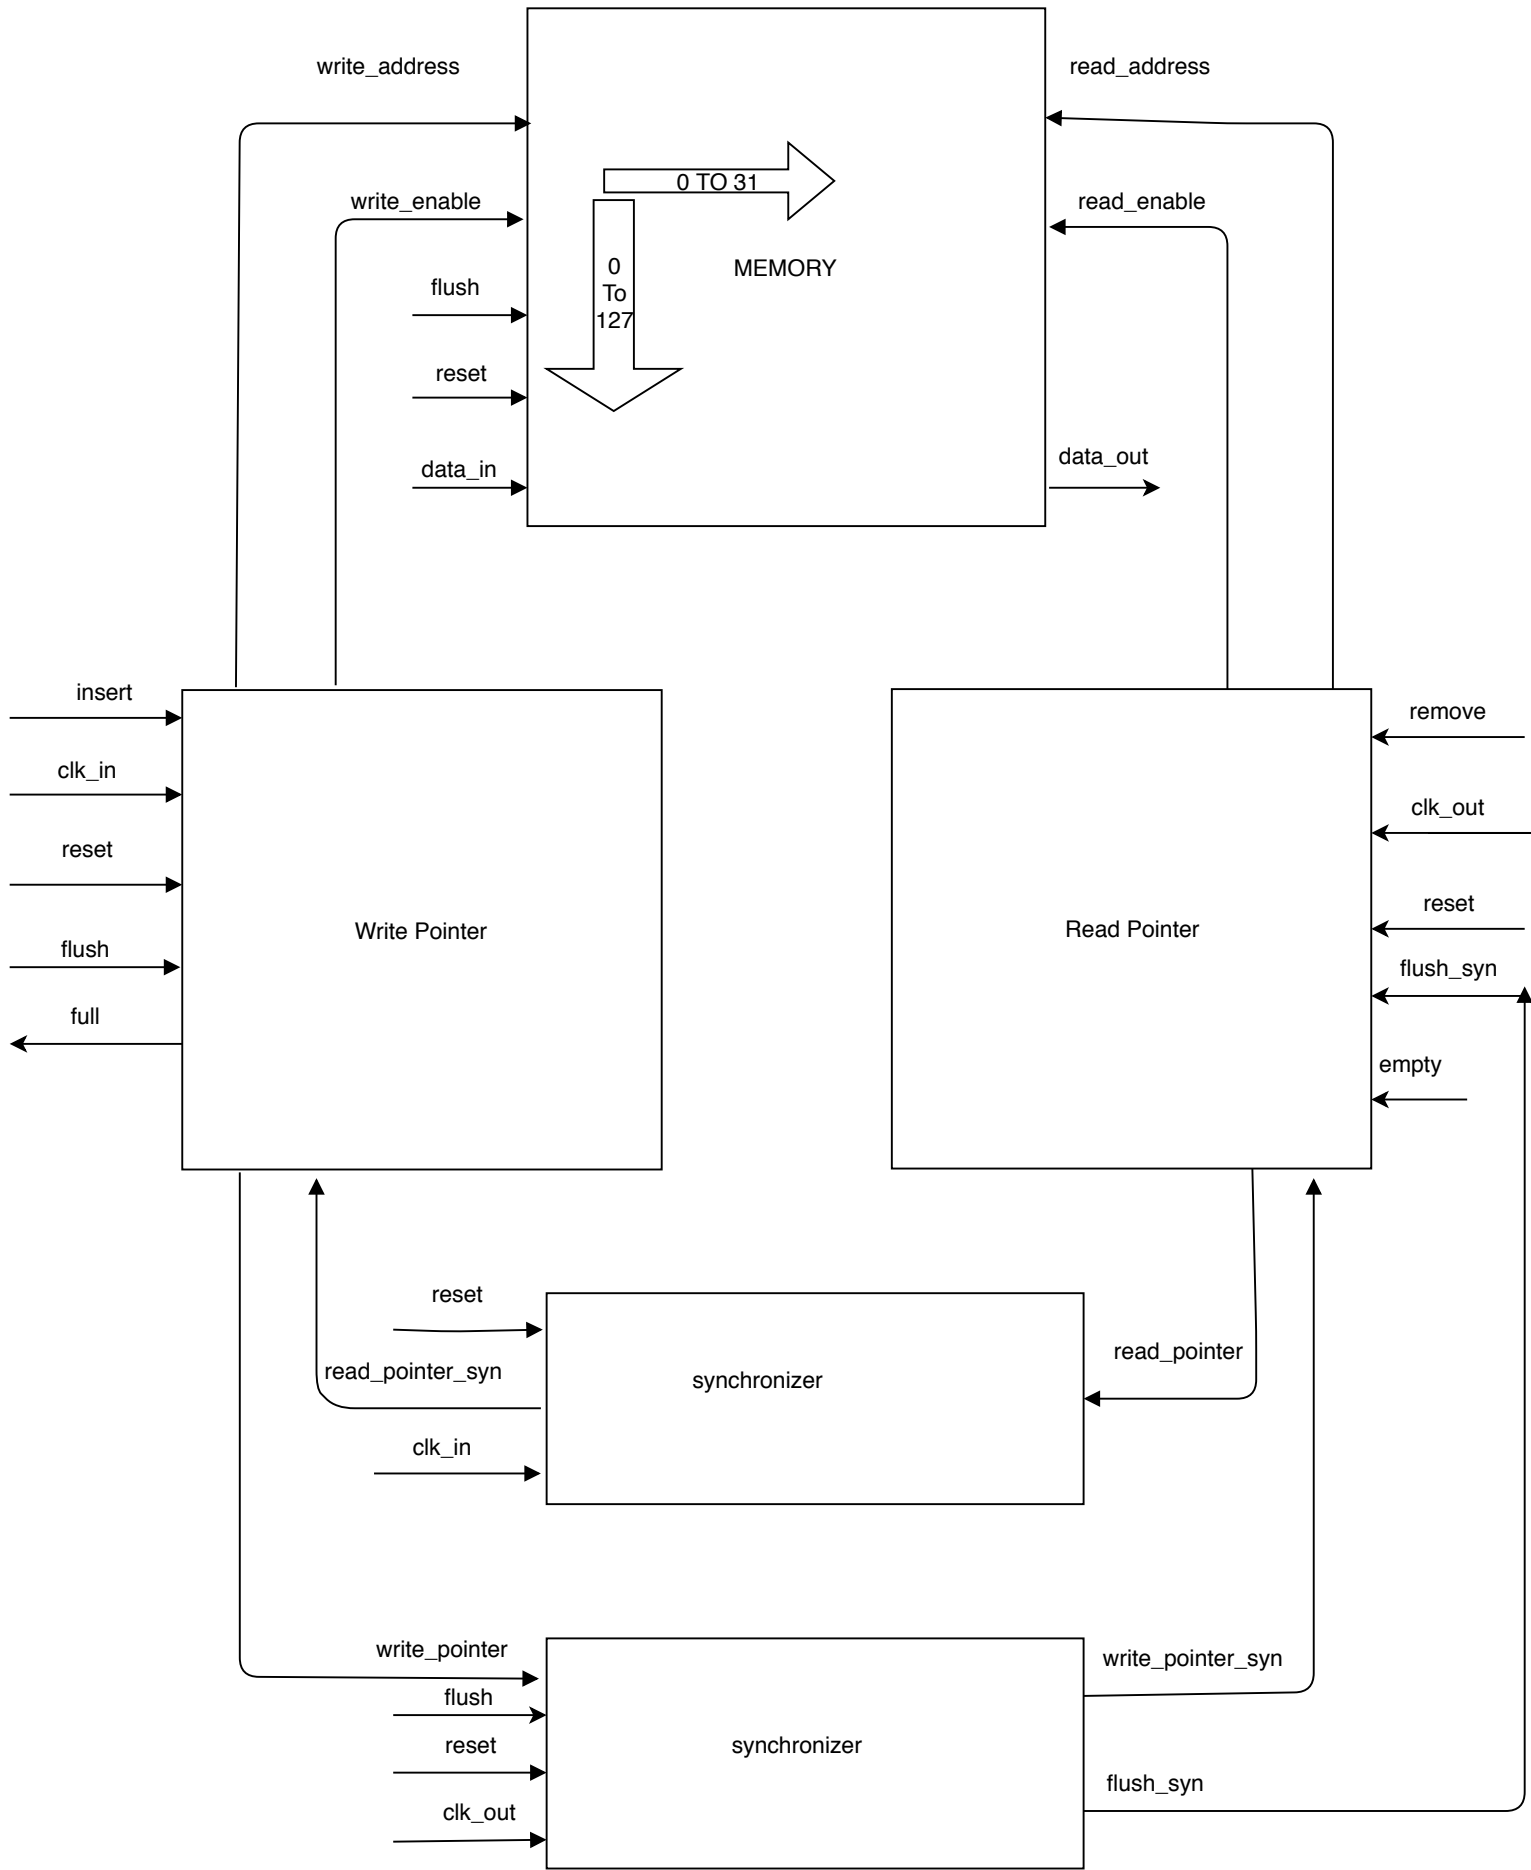 write_address
read_address
0 TO 31
write_enable
read_enable
0
To
127
MEMORY
flush
reset
data_in
data_out
insert
remove
clk_in
clk_out
reset
reset
Write Pointer
Read Pointer
flush
flush_syn
full
empty
reset
read_pointer
read_pointer_syn
synchronizer
clk_in
write_pointer
write_pointer_syn
flush
reset
synchronizer
flush_syn
clk_out